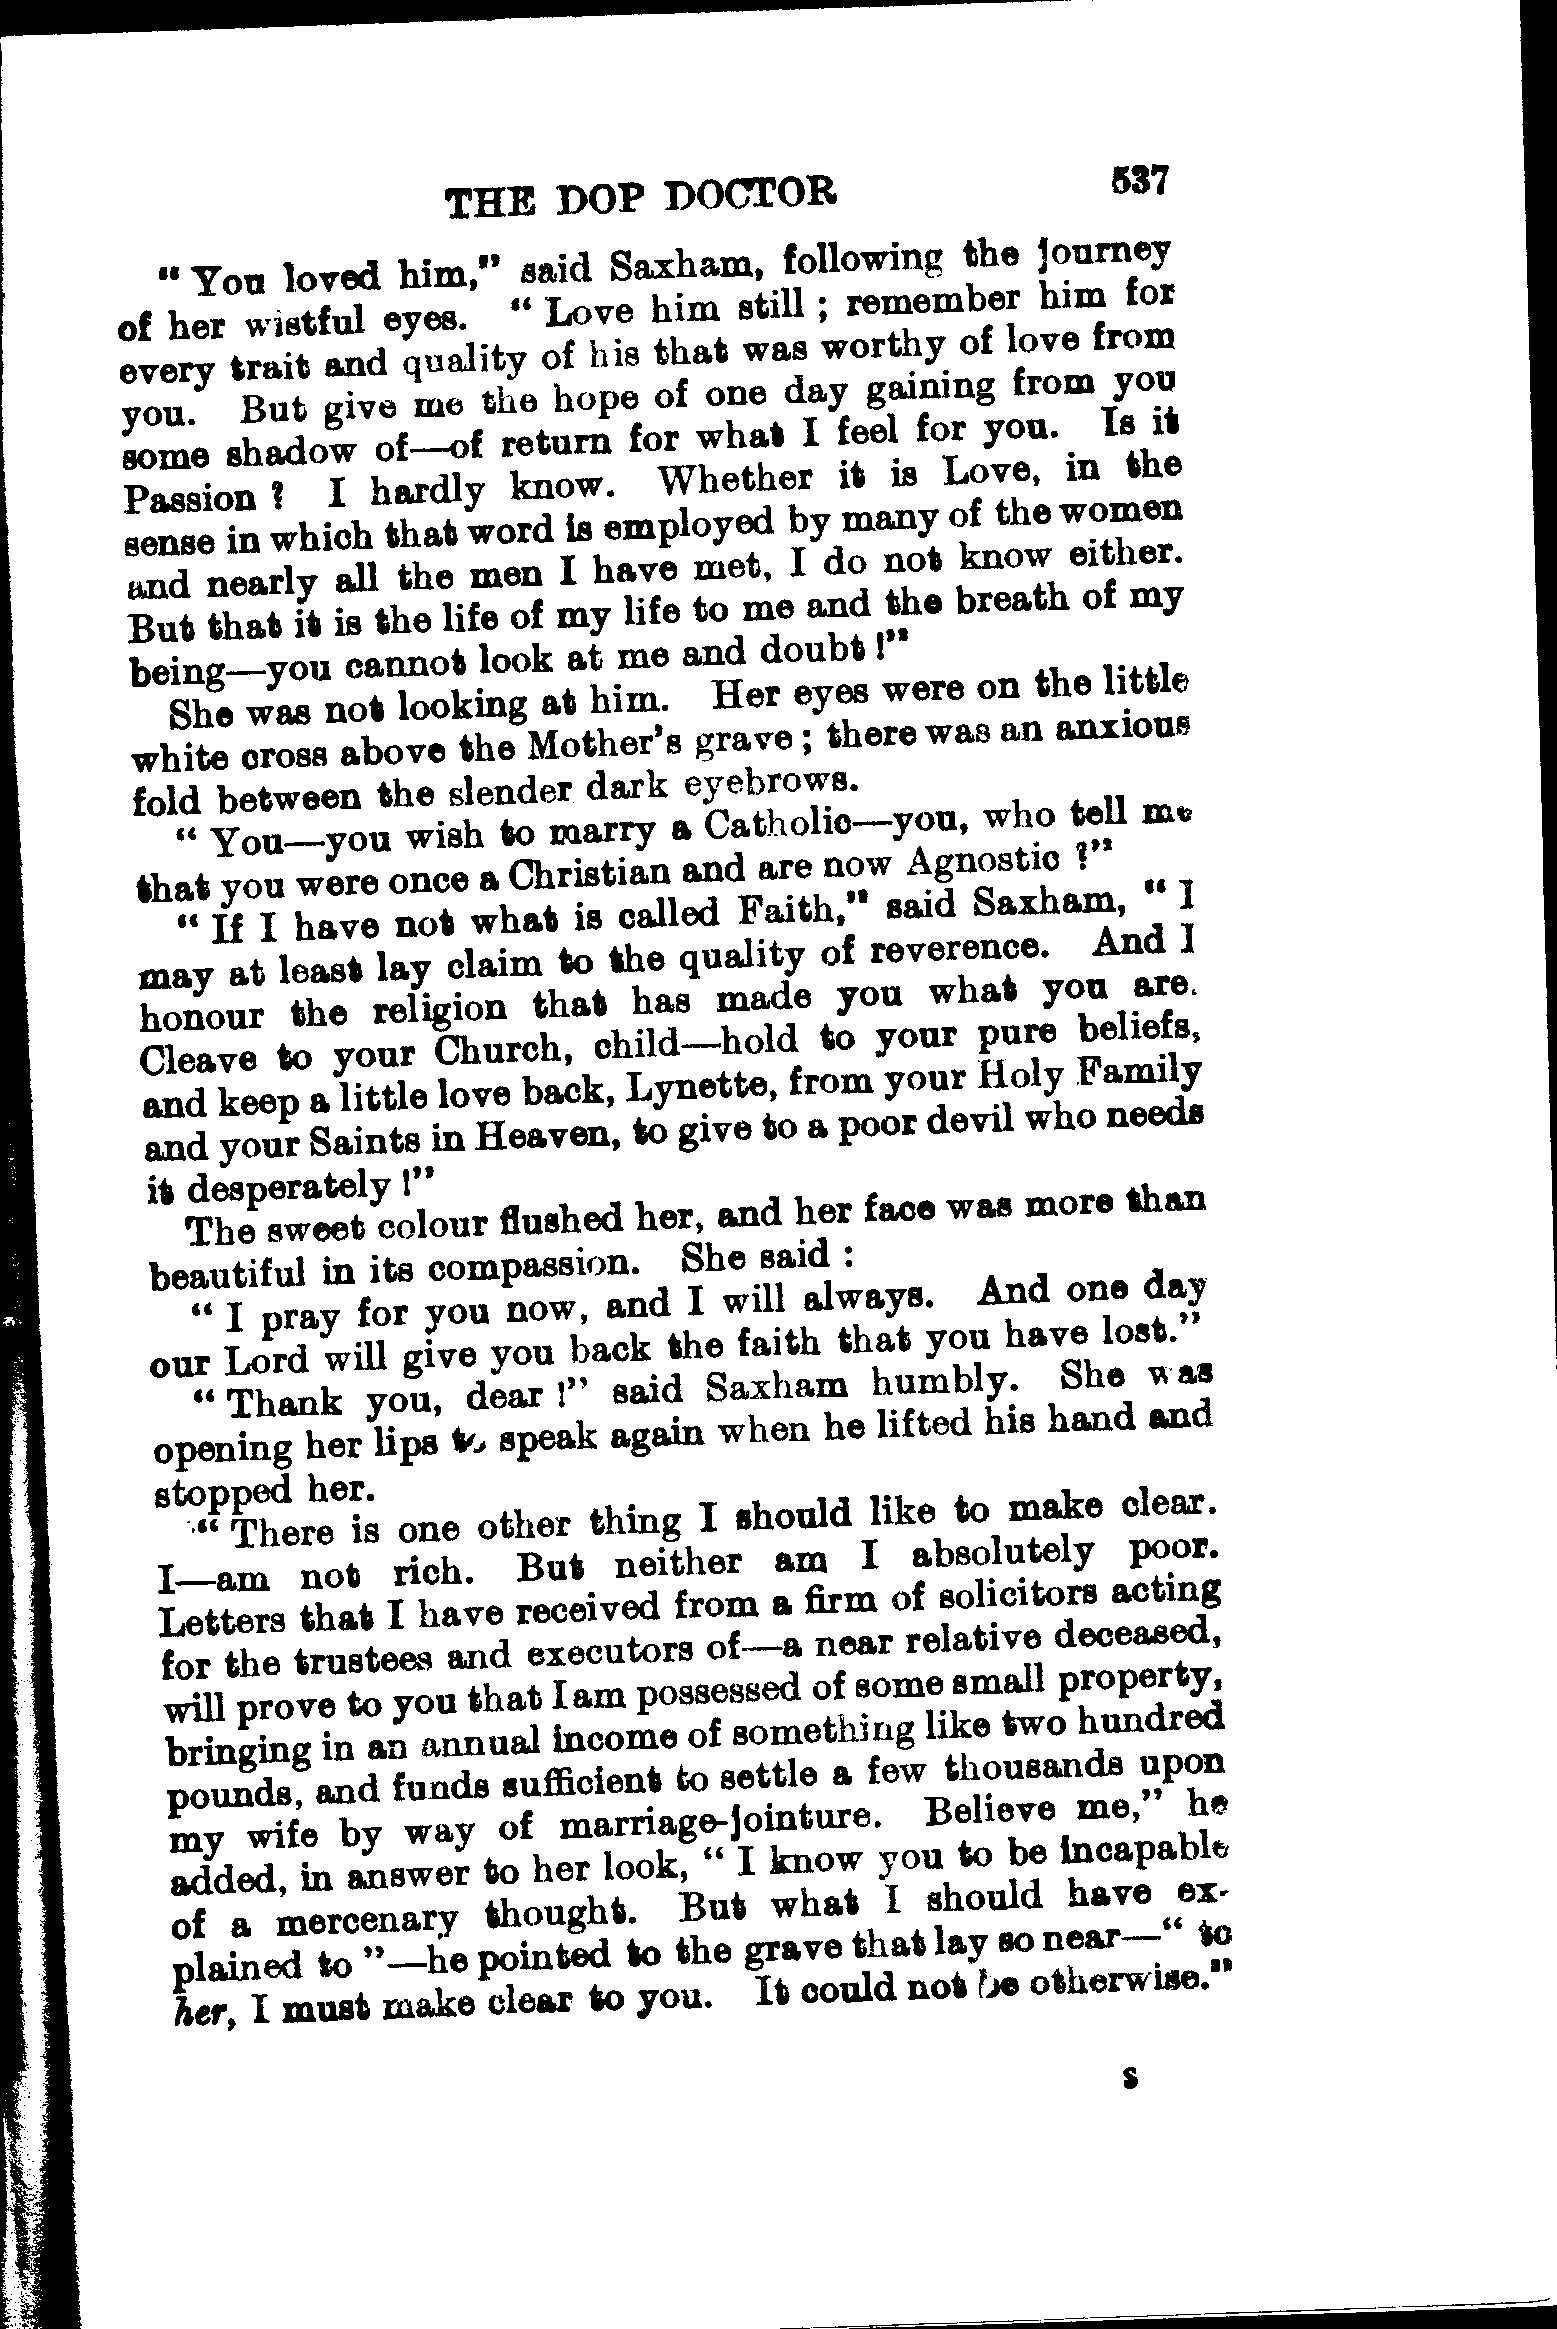 THE DOP DOCTOR 537
"You loved him," said Saxham, following the journey
of her wistful eyes. "Love him still; remember him for
every trait and quality of his that was worthy of love from
you. But give me the hope of one day gaining from you
some shadow of—of return for what I feel for you. Is it
Passion? I hardly know. Whether it is Love, in the
sense in which that word is employed by many of the women
and nearly all the men I have met, I do not know either.
But that it is the life of my life to me and the breath of my
being—you cannot look at me and doubt!"
She was not looking at him. Her eyes were on the little
white cross above the Mother's grave; there was an anxious
fold between the slender dark eyebrows.
"You—you wish to marry a Catholic—you, who tell me
that you were once a Christian and are now Agnostic?"
"If I have not what is called Faith," said Saxham, "I
may at least lay claim to the quality of reverence. And I
honour the religion that has made you what you are.
Cleave to your Church, child—hold to your pure beliefs,
and keep a little love back, Lynette, from your Holy Family
and your Saints in Heaven, to give to a poor devil who needs
it desperately!"
The sweet colour flushed her, and her face was more than
beautiful in its compassion. She said:
"I pray for you now, and I will always. And one day
our Lord will give you back the faith that you have lost."
"Thank you, dear!" said Saxham humbly. She was
opening her lips to speak again when he lifted his hand and
stopped her.
"There is one other thing I should like to make clear.
I—am not rich. But neither am I absolutely poor.
Letters that I have received from a firm of solicitors acting
for the trustees and executors of—a near relative deceased,
will prove to you that I am possessed of some small property,
bringing in an annual income of something like two hundred
pounds, and funds sufficient to settle a few thousands upon
my wife by way of marriage-jointure. Believe me," he
added, in answer to her look, "I know you to be incapable
of a mercenary thought. But what I should have ex-
plained to"—he pointed to the grave that lay so near—"to
her, I must make clear to you. It could not be otherwise."
S